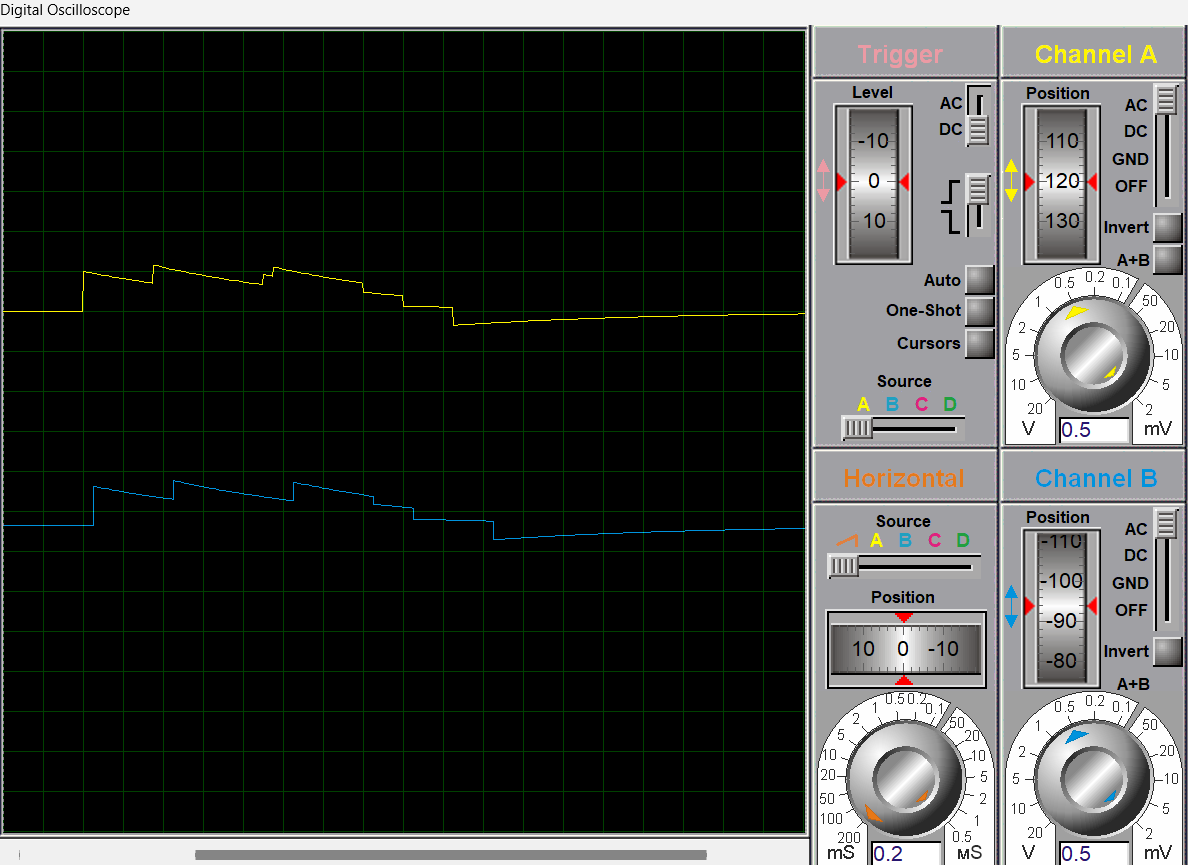 Digital Oscilloscope
Trigger
Level
AC
DC
-10
0
10
Auto
One-Shot
Cursors
Source
A B C D
Channel A
Position
AC
DC
GND
OFF
110
120
130
Invert
A+B
20 10 5 2 1 0.5 0.2 0.1 50 20 10 5 2
V 0.5 mV
Horizontal
Source
A B C D
Position
10 0 -10
200 100 50 20 10 5 2 1 0.5 0.2 0.1 50 20 10 5 2 1 0.5
mS 0.2 мS
Channel B
Position
AC
DC
GND
OFF
-110
-100
-90
-80
Invert
A+B
20 10 5 2 1 0.5 0.2 0.1 50 20 10 5 2
V 0.5 mV